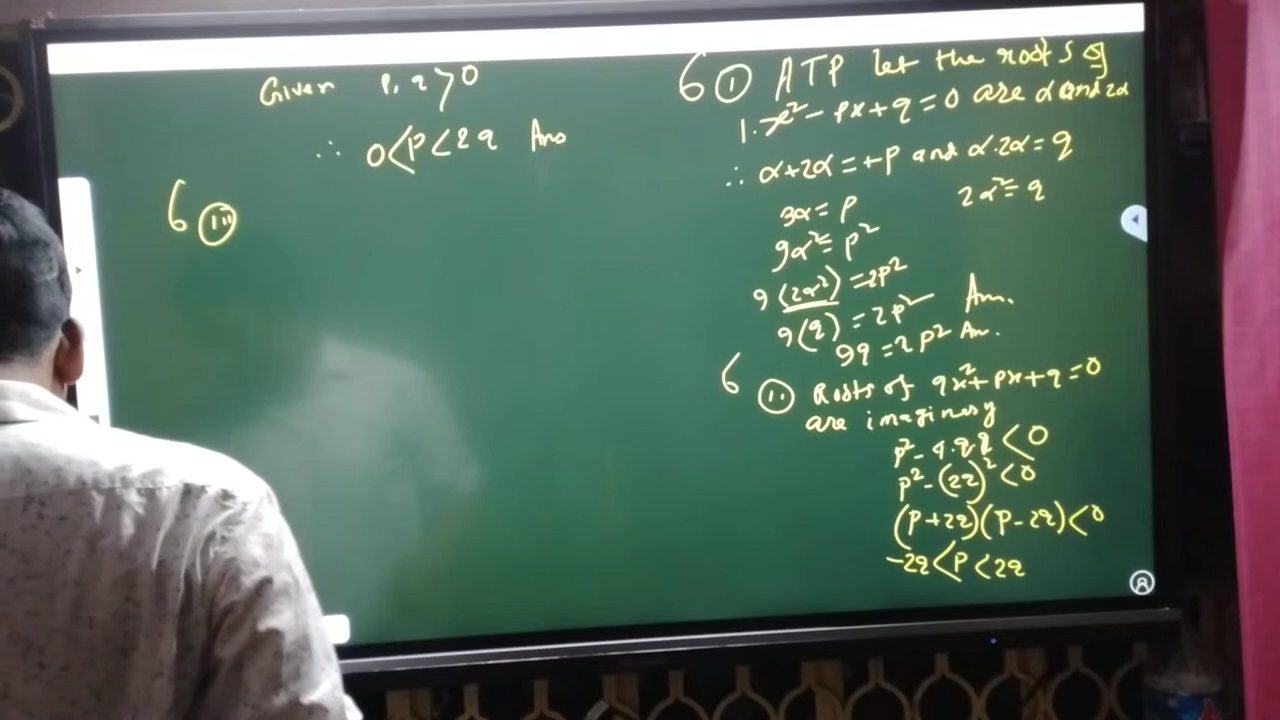 Given P, q > 0
∴ 0 < P < 2q Ans
6 (iii)
6 (i) ATP let the roots of
1.x² - px + q = 0 are α and 2α
∴ α + 2α = +p and α.2α = q
3α = p 2α² = q
9α² = p²
9(2α²) = 2p²
9(q) = 2p² An.
9q = 2p² An.
6 (ii) Roots of qx² + px + q = 0
are imaginary
p² - 4.q.q < 0
p² - (2q)² < 0
(p + 2q)(p - 2q) < 0
-2q < p < 2q